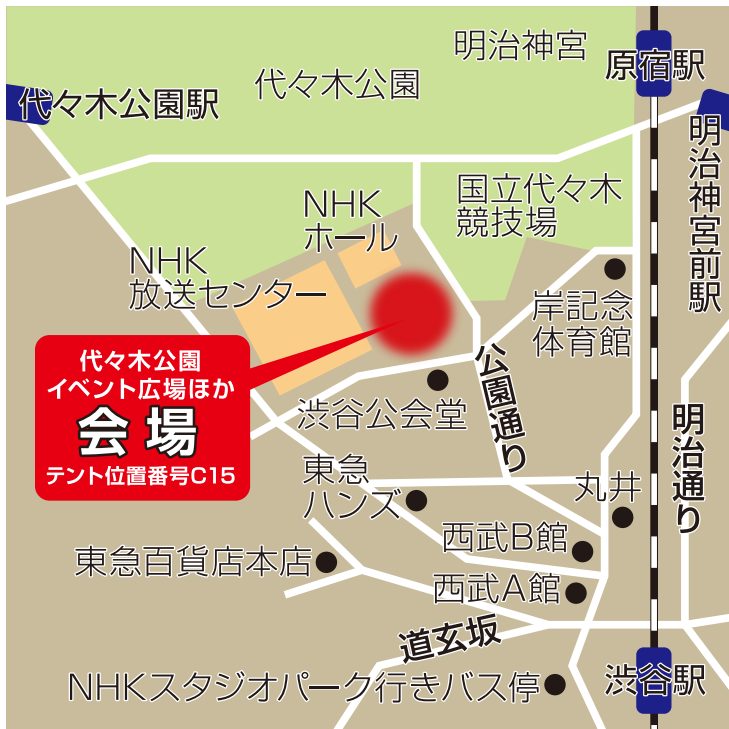 明治神宮
原宿駅
代々木公園
代々木公園駅
明治神宮前駅
国立代々木
競技場
NHK
ホール
NHK
放送センター
岸記念
体育館
代々木公園
イベント広場ほか
会場
テント位置番号C15
公園通り
渋谷公会堂
明治通り
東急
ハンズ
丸井
西武B館
東急百貨店本店
西武A館
道玄坂
NHKスタジオパーク行きバス停
渋谷駅